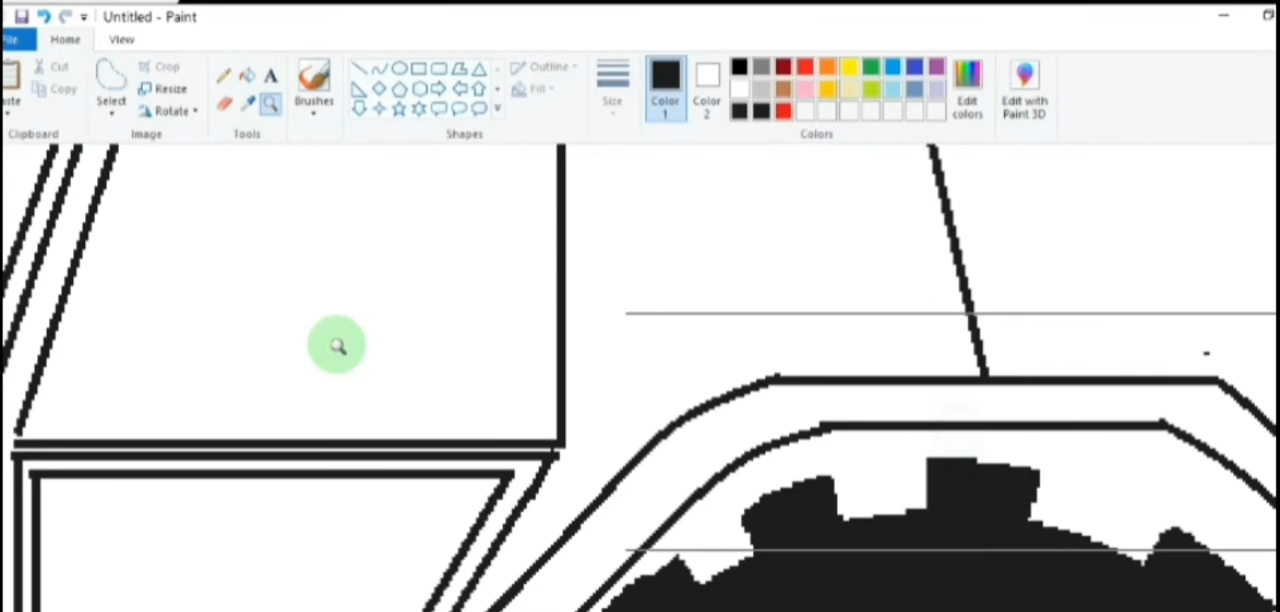 Untitled - Paint
File Home View
Cut
Copy
Select
Crop
Resize
Rotate
A
Brushes
Outline
Fill
Size
Color 1
Color 2
Edit colors
Edit with Paint 3D
Clipboard Image Tools Shapes Colors